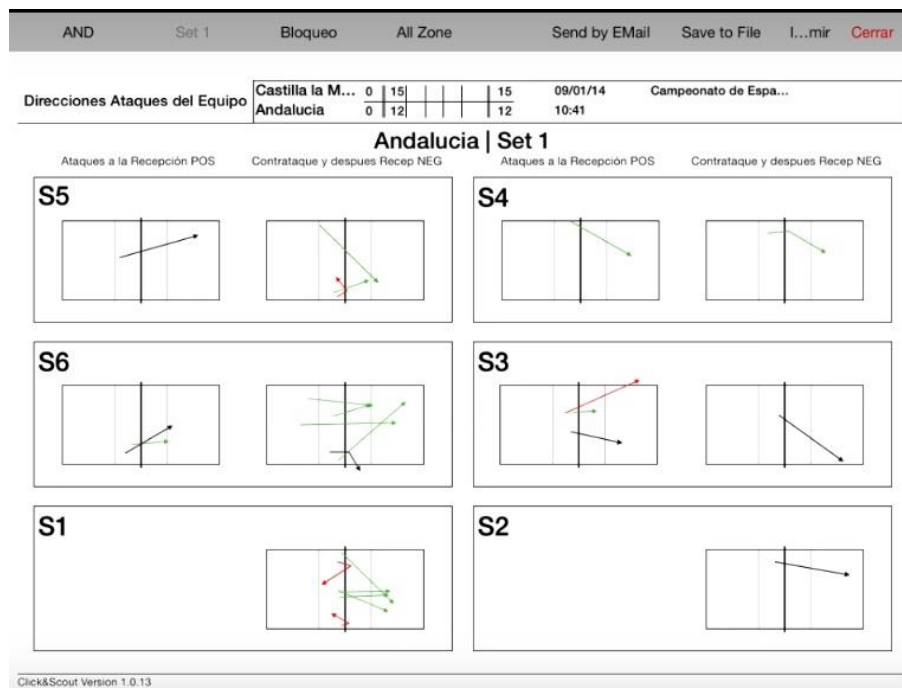 AND Set 1 Bloqueo All Zone Send by EMail Save to File I...mir Cerrar
Direcciones Ataques del Equipo
Castilla la M... 0 15 15 09/01/14 Campeonato de Espa...
Andalucia 0 12 12 10:41
Andalucia | Set 1
Ataques a la Recepción POS Contrataque y despues Recep NEG Ataques a la Recepción POS Contrataque y despues Recep NEG
S5 S4
S6 S3
S1 S2
Click&Scout Version 1.0.13